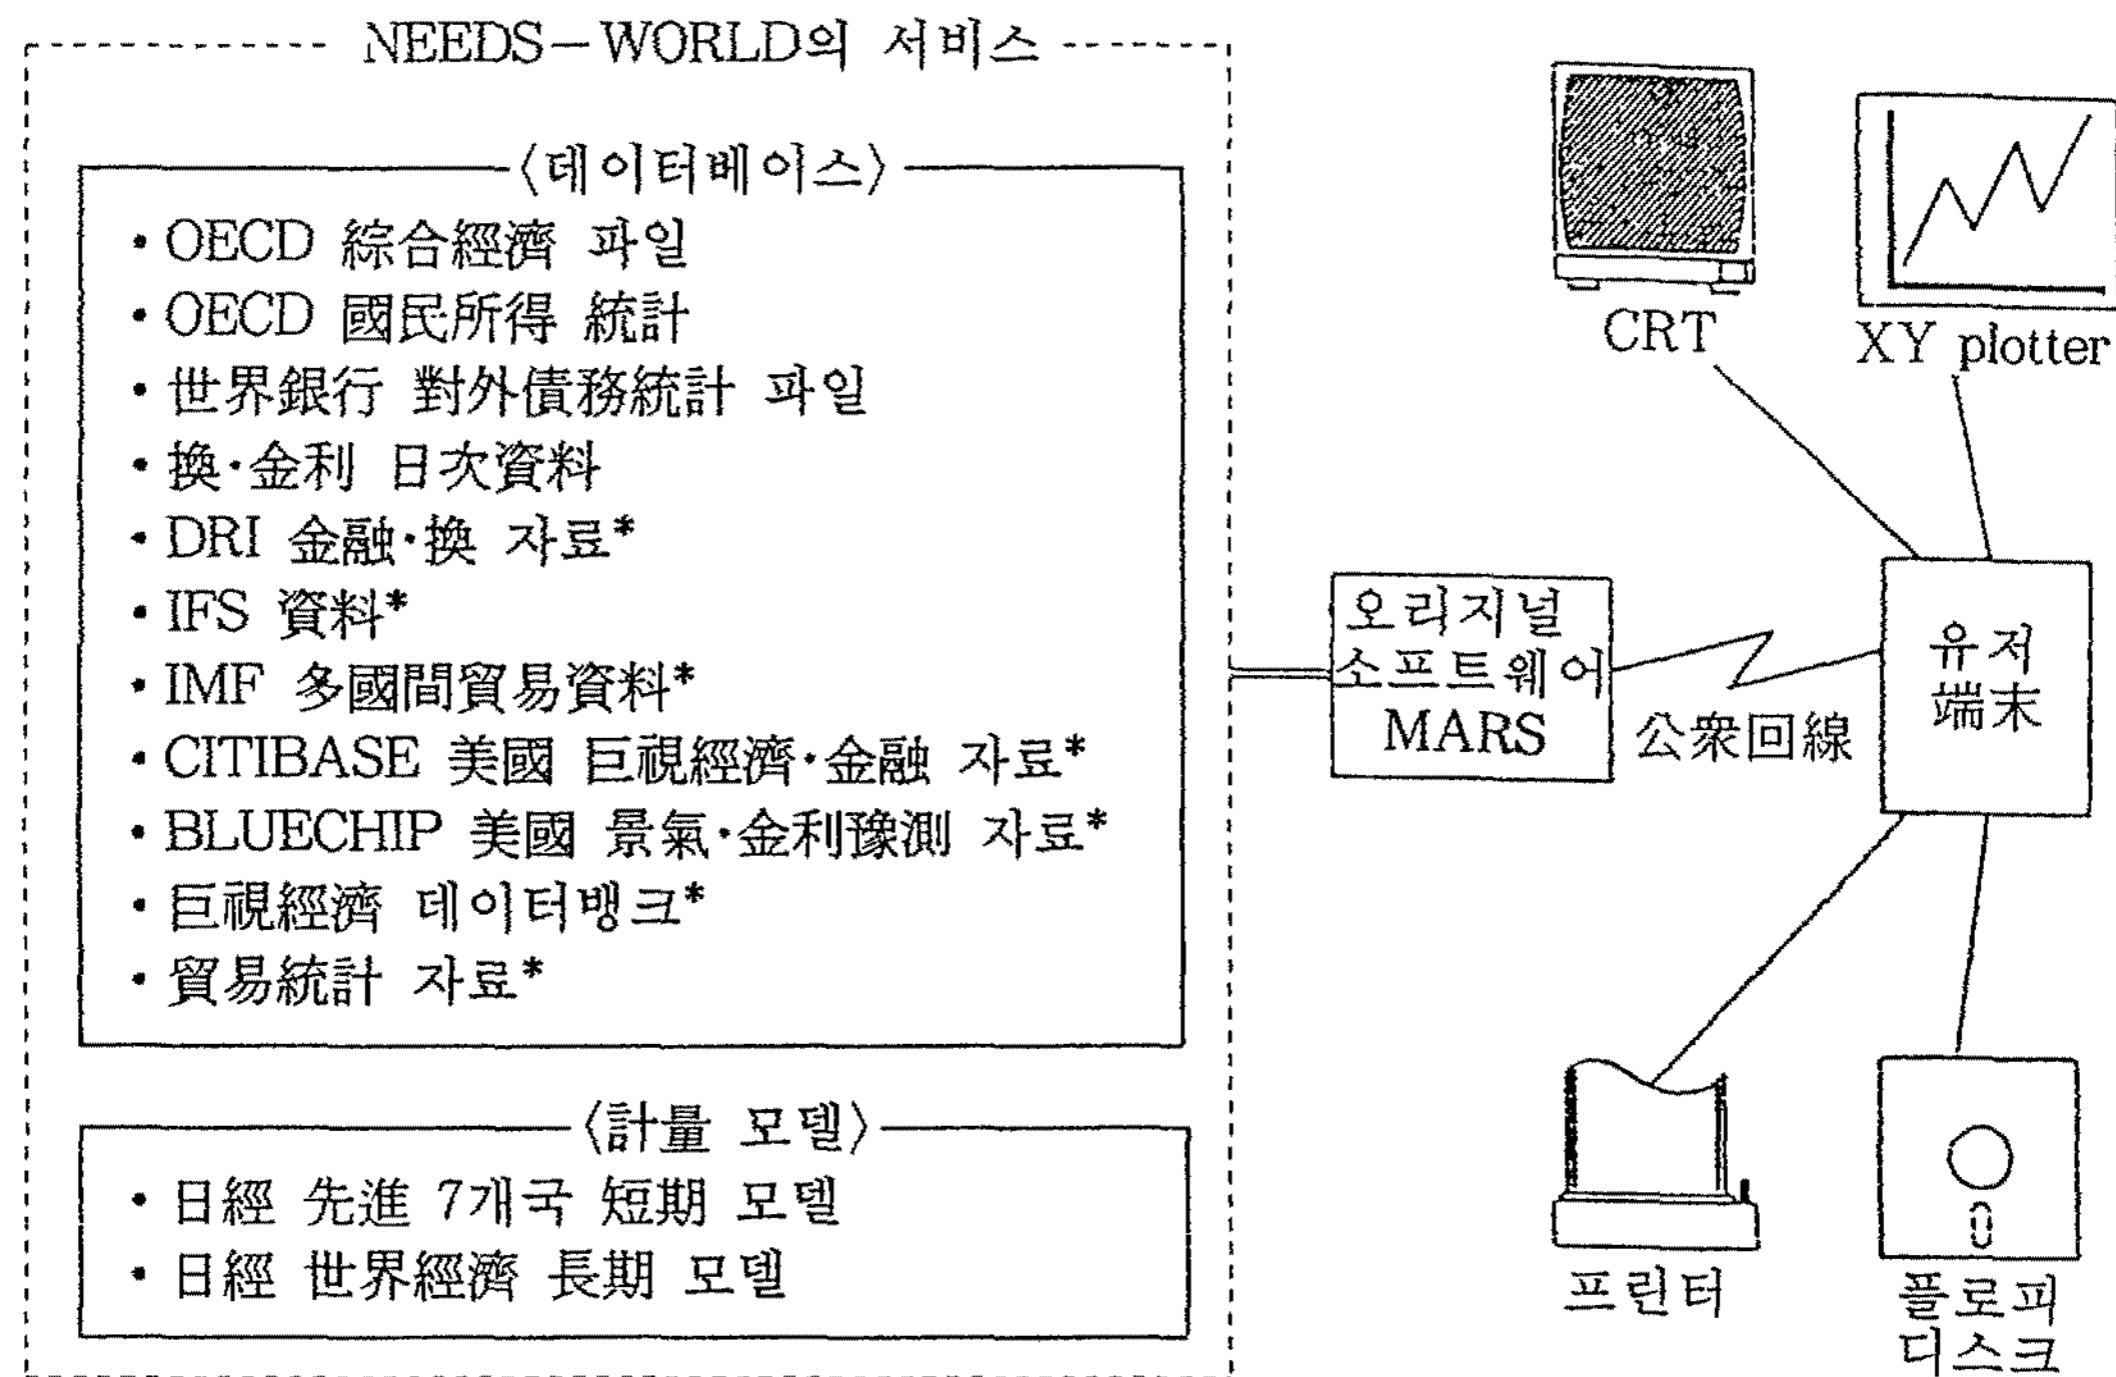 NEEDS-WORLD의 서비스
〈데이터베이스〉
· OECD 綜合經濟 파일
· OECD 國民所得 統計
· 世界銀行 對外債務統計 파일
· 換·金利 日次資料
· DRI 金融·換 자료*
· IFS 資料*
· IMF 多國間貿易資料*
· CITIBASE 美國 巨視經濟·金融 자료*
· BLUECHIP 美國 景氣·金利豫測 자료*
· 巨視經濟 데이터뱅크*
· 貿易統計 자료*
〈計量 모델〉
· 日經 先進 7개국 短期 모델
· 日經 世界經濟 長期 모델
오리지널
소프트웨어
MARS
公衆回線
CRT
XY plotter
유저
端末
프린터
플로피
디스크